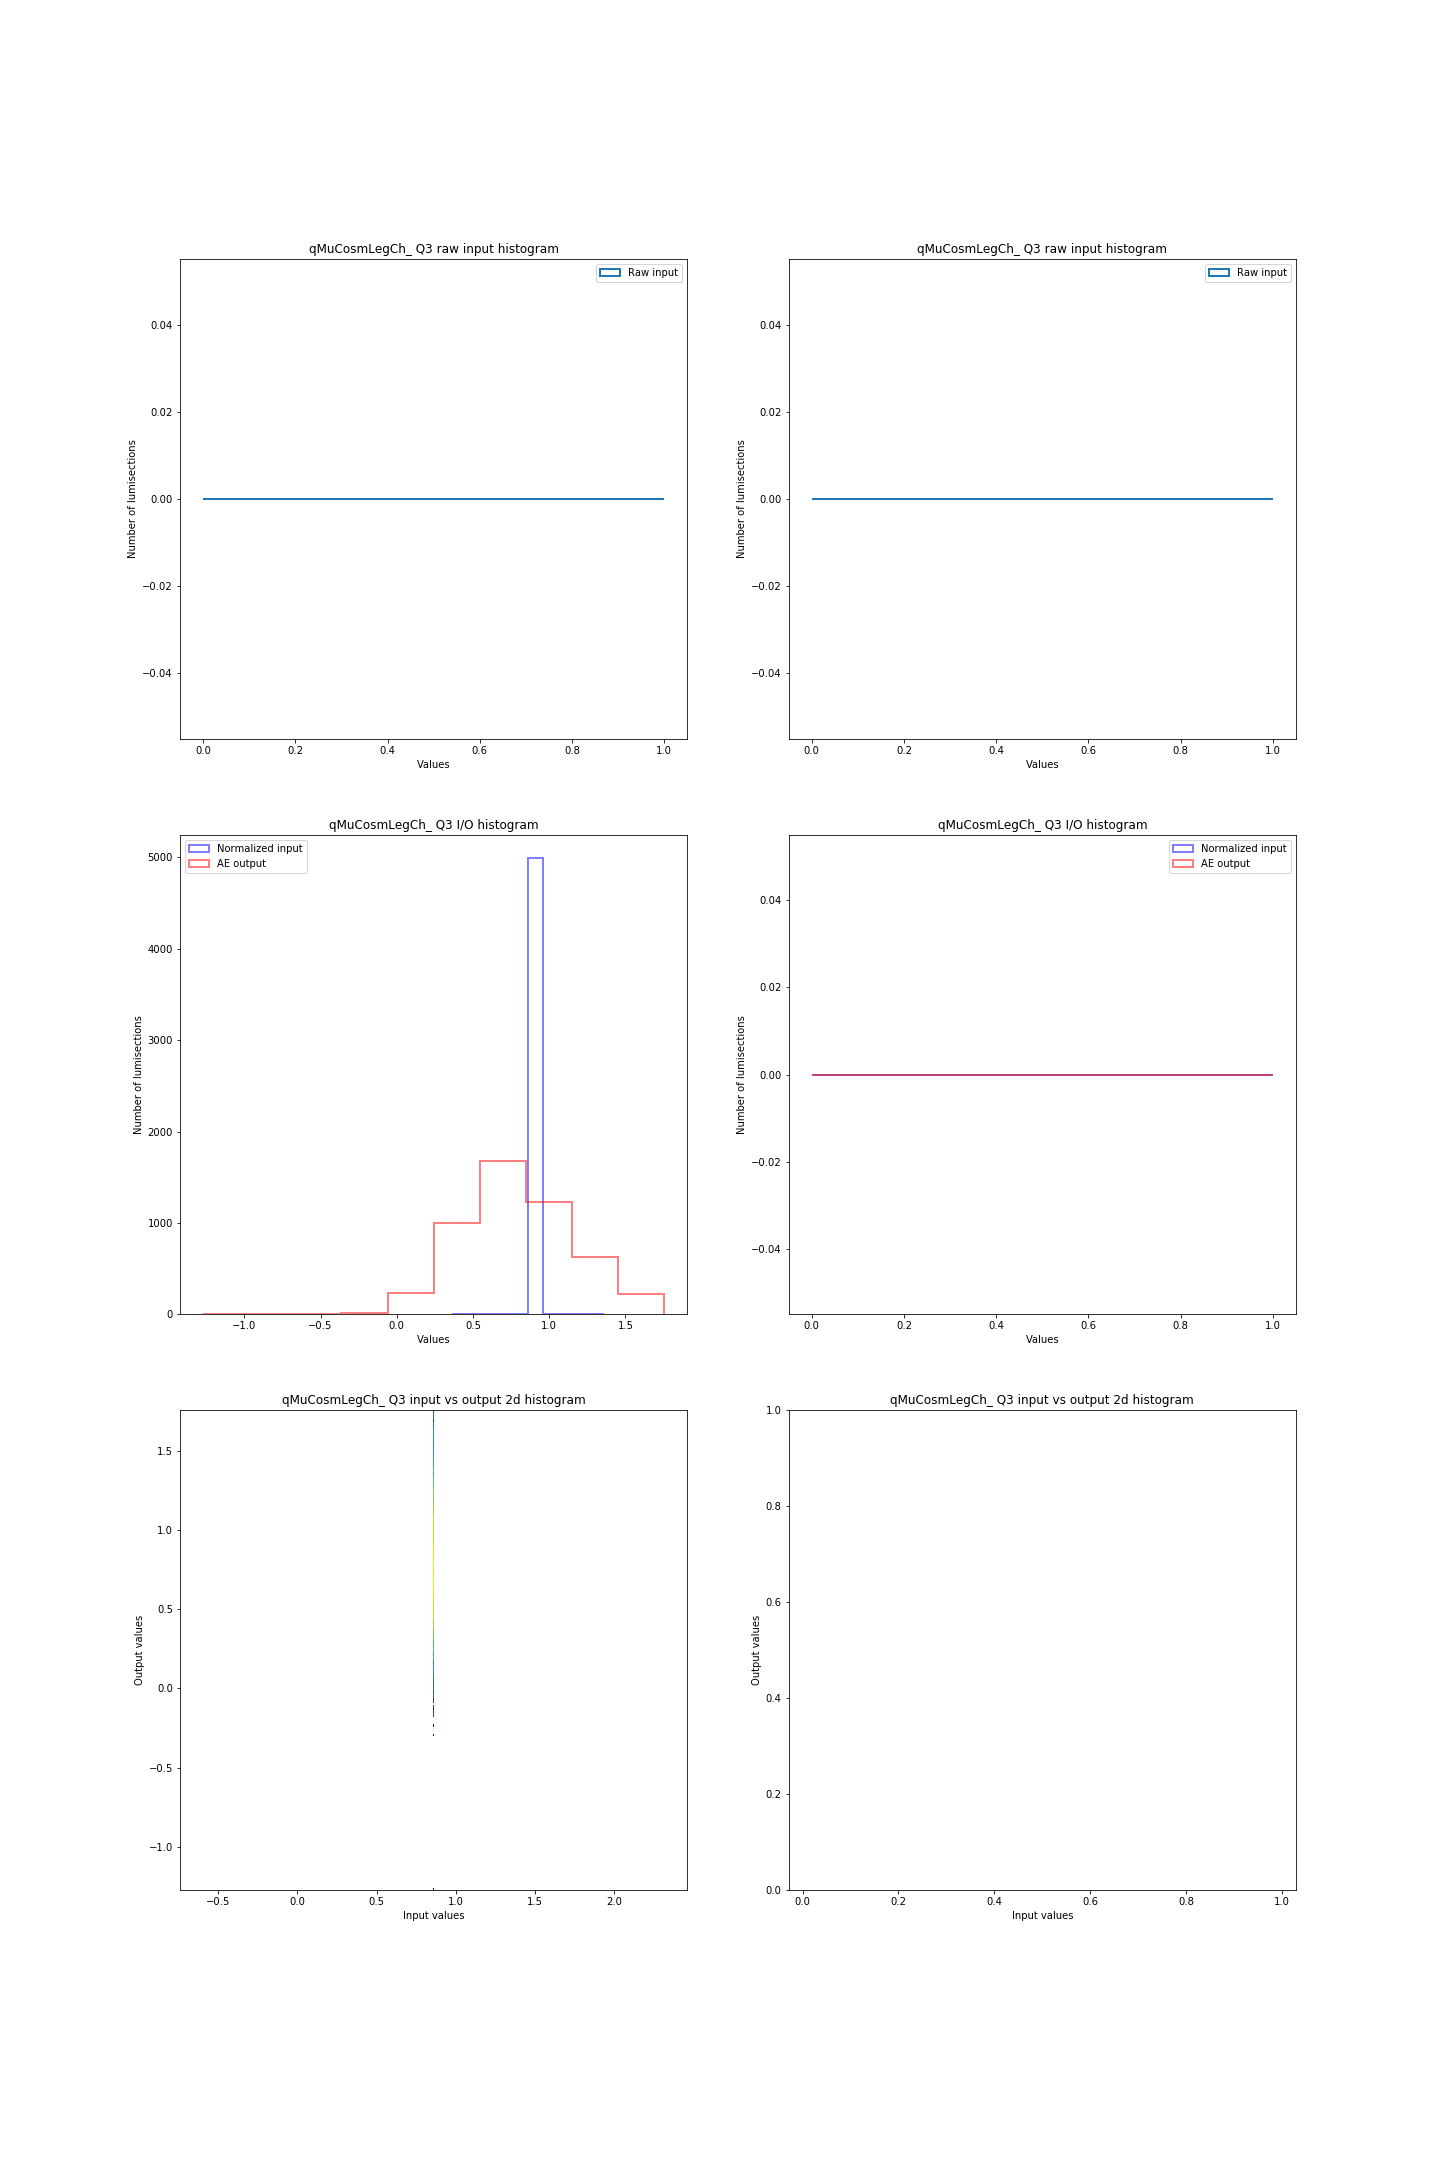 qMuCosmLegCh_ Q3 raw input histogram
Raw input
0.04
0.02
0.00
−0.02
−0.04
Number of lumisections
0.0 0.2 0.4 0.6 0.8 1.0
Values
qMuCosmLegCh_ Q3 raw input histogram
Raw input
0.04
0.02
0.00
−0.02
−0.04
Number of lumisections
0.0 0.2 0.4 0.6 0.8 1.0
Values
qMuCosmLegCh_ Q3 I/O histogram
Normalized input
AE output
5000
4000
3000
2000
1000
0
Number of lumisections
−1.0 −0.5 0.0 0.5 1.0 1.5
Values
qMuCosmLegCh_ Q3 I/O histogram
Normalized input
AE output
0.04
0.02
0.00
−0.02
−0.04
Number of lumisections
0.0 0.2 0.4 0.6 0.8 1.0
Values
qMuCosmLegCh_ Q3 input vs output 2d histogram
1.5
1.0
0.5
0.0
−0.5
−1.0
Output values
−0.5 0.0 0.5 1.0 1.5 2.0
Input values
qMuCosmLegCh_ Q3 input vs output 2d histogram
1.0
0.8
0.6
0.4
0.2
0.0
Output values
0.0 0.2 0.4 0.6 0.8 1.0
Input values